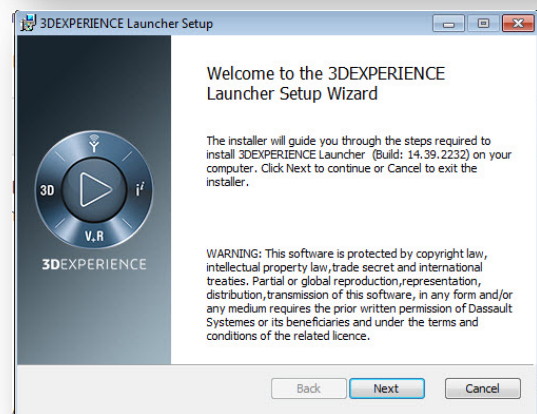 3DEXPERIENCE Launcher Setup
Welcome to the 3DEXPERIENCE
Launcher Setup Wizard
The installer will guide you through the steps required to
install 3DEXPERIENCE Launcher (Build: 14.39.2232) on your
computer. Click Next to continue or Cancel to exit the
installer.
3D
i
V,R
3DEXPERIENCE
WARNING: This software is protected by copyright law,
intellectual property law,trade secret and international
treaties. Partial or global reproduction,representation,
distribution,transmission of this software, in any form and/or
any medium requires the prior written permission of Dassault
Systemes or its beneficiaries and under the terms and
conditions of the related licence.
Back Next Cancel